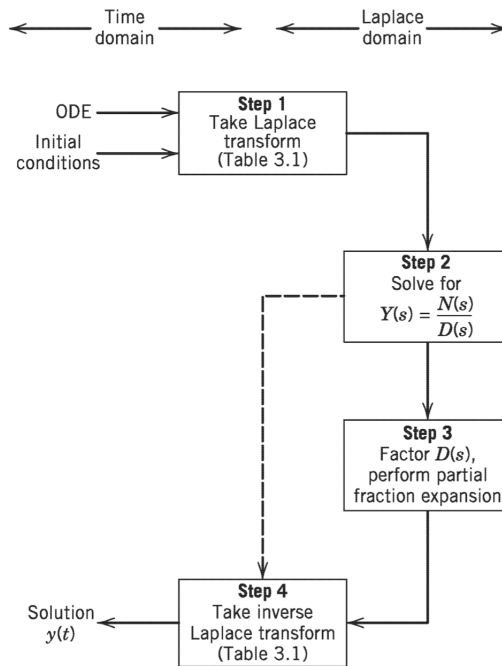 Time
domain
Laplace
domain
ODE
Initial
conditions
Step 1
Take Laplace
transform
(Table 3.1)
Step 2
Solve for
Y(s) = N(s)
D(s)
Step 3
Factor D(s),
perform partial
fraction expansion
Step 4
Take inverse
Laplace transform
(Table 3.1)
Solution
y(t)